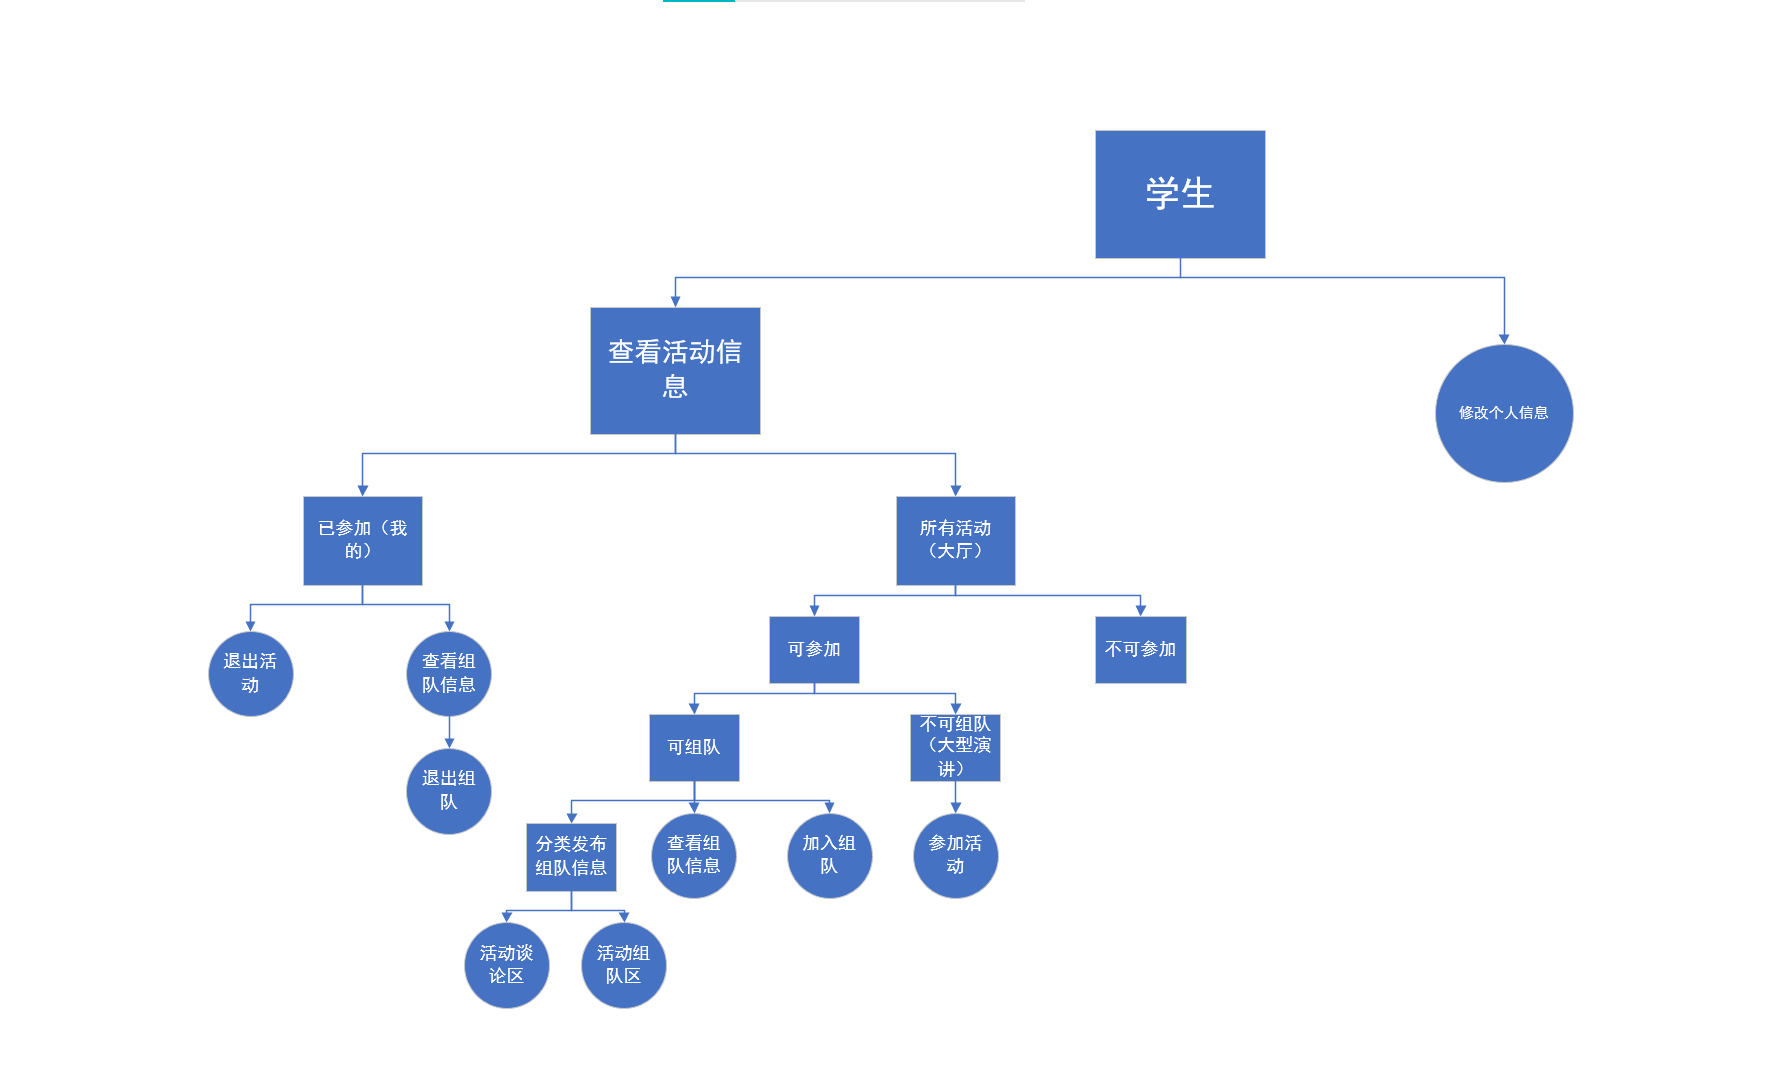 学生
查看活动信
息
修改个人信息
已参加（我
的）
所有活动
（大厅）
退出活
动
查看组
队信息
可参加
不可参加
退出组
队
可组队
不可组队
（大型演
讲）
分类发布
组队信息
查看组
队信息
加入组
队
参加活
动
活动谈
论区
活动组
队区